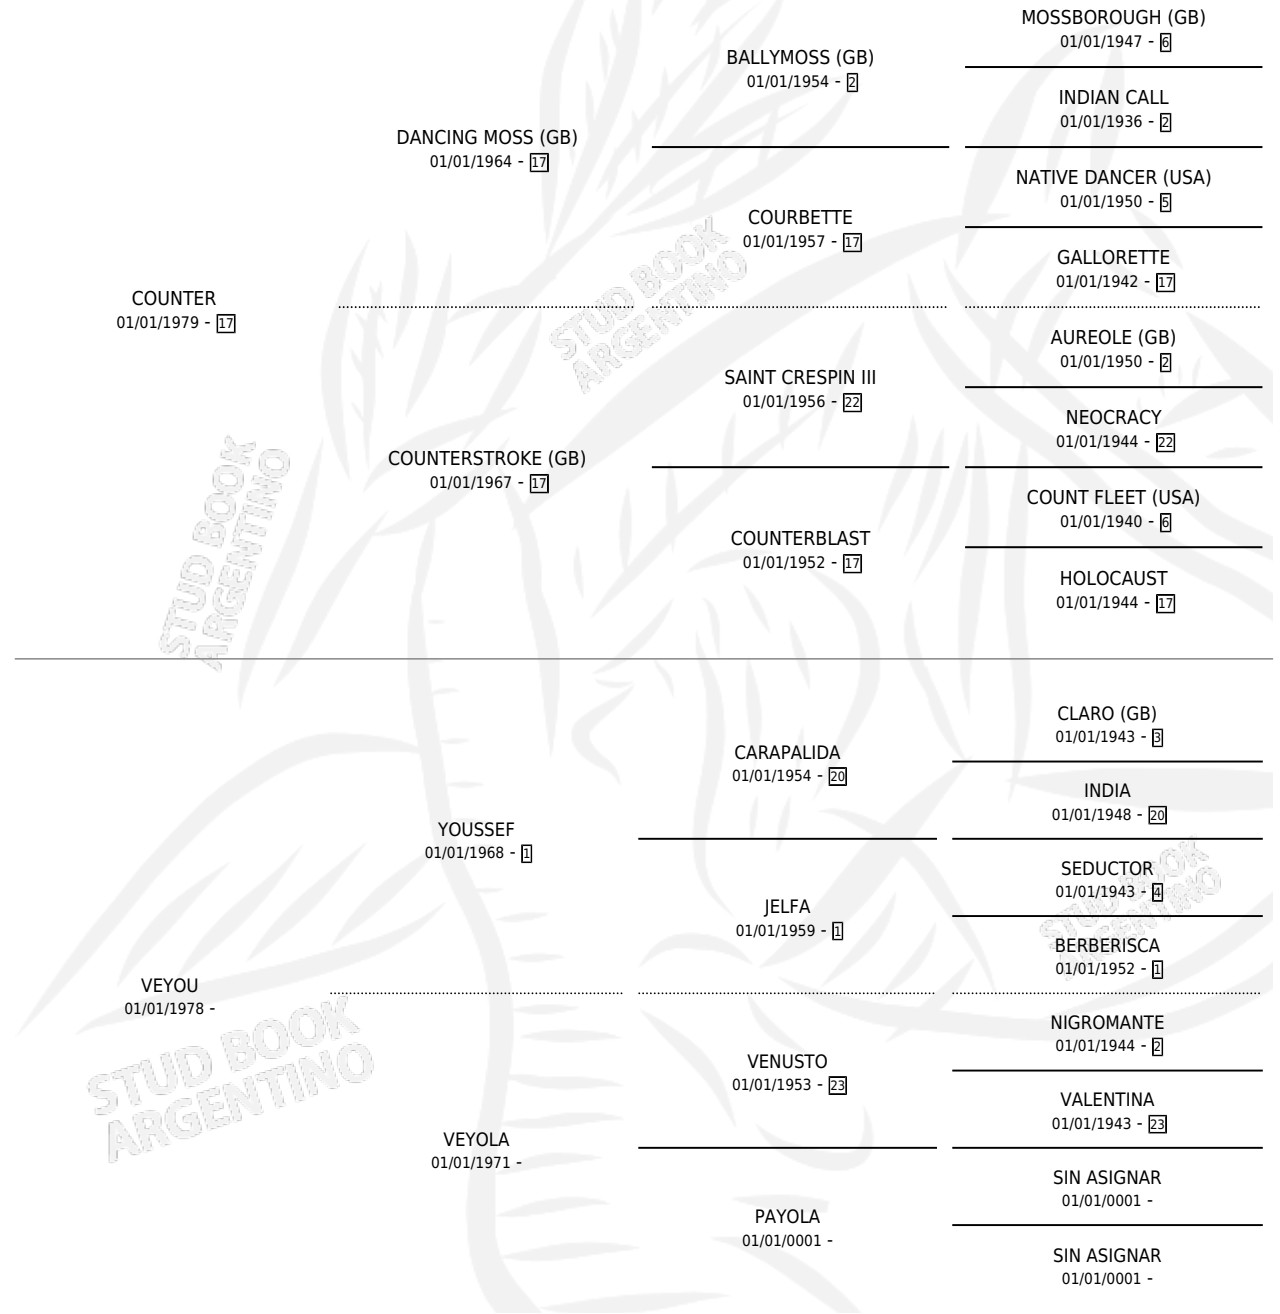 MOSSBOROUGH (GB)
01/01/1947 - 6
BALLYMOSS (GB)
01/01/1954 - 2
INDIAN CALL
01/01/1936 - 2
DANCING MOSS (GB)
01/01/1964 - 17
NATIVE DANCER (USA)
01/01/1950 - 5
COURBETTE
01/01/1957 - 17
GALLORETTE
01/01/1942 - 17
COUNTER
01/01/1979 - 17
STUD BOOK
ARGENTINO
AUREOLE (GB)
01/01/1950 - 2
SAINT CRESPIN III
01/01/1956 - 22
NEOCRACY
01/01/1944 - 22
COUNTERSTROKE (GB)
01/01/1967 - 17
COUNT FLEET (USA)
01/01/1940 - 6
COUNTERBLAST
01/01/1952 - 17
HOLOCAUST
01/01/1944 - 17
STUD BOOK
ARGENTINO
CLARO (GB)
01/01/1943 - 3
CARAPALIDA
01/01/1954 - 20
INDIA
01/01/1948 - 20
YOUSSEF
01/01/1968 - 1
SEDUCTOR
01/01/1943 - 4
STUD BOOK
ARGENTINO
JELFA
01/01/1959 - 1
BERBERISCA
01/01/1952 - 1
VEYOU
01/01/1978 -
STUD BOOK
ARGENTINO
NIGROMANTE
01/01/1944 - 2
VENUSTO
01/01/1953 - 23
VALENTINA
01/01/1943 - 23
VEYOLA
01/01/1971 -
SIN ASIGNAR
01/01/0001 -
PAYOLA
01/01/0001 -
SIN ASIGNAR
01/01/0001 -